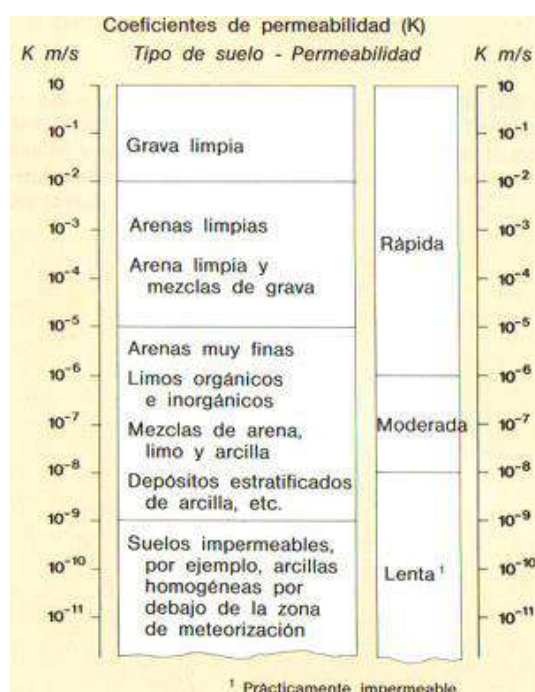 Coeficientes de permeabilidad (K)
K m/s Tipo de suelo - Permeabilidad K m/s
10 10
10⁻¹ 10⁻¹
Grava limpia
10⁻² 10⁻²
10⁻³ Arenas limpias 10⁻³
Rápida
Arena limpia y
10⁻⁴ mezclas de grava 10⁻⁴
10⁻⁵ 10⁻⁵
Arenas muy finas
10⁻⁶ Limos orgánicos 10⁻⁶
e inorgánicos
10⁻⁷ Mezclas de arena, Moderada 10⁻⁷
limo y arcilla
10⁻⁸ 10⁻⁸
Depósitos estratificados
de arcilla, etc.
10⁻⁹ 10⁻⁹
Suelos impermeables,
10⁻¹⁰ por ejemplo, arcillas Lenta ¹ 10⁻¹⁰
homogéneas por
10⁻¹¹ debajo de la zona 10⁻¹¹
de meteorización
¹ Prácticamente impermeable